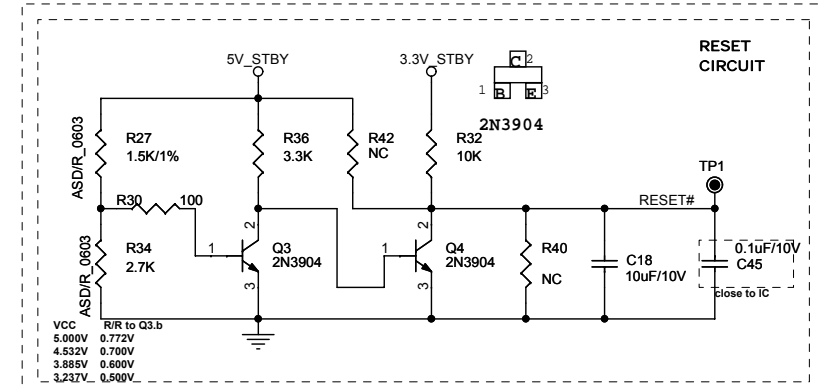 RESET
CIRCUIT
5V_STBY
3.3V_STBY
C 2
1 B E 3
2N3904
ASD/R_0603
R27
1.5K/1%
R36
3.3K
R42
NC
R32
10K
TP1
RESET#
R30 100
ASD/R_0603
R34
2.7K
1
2
3
Q3
2N3904
1
2
3
Q4
2N3904
R40
NC
C18
10uF/10V
0.1uF/10V
C45
close to IC
VCC R/R to Q3.b
5.000V 0.772V
4.532V 0.700V
3.885V 0.600V
3.237V 0.500V